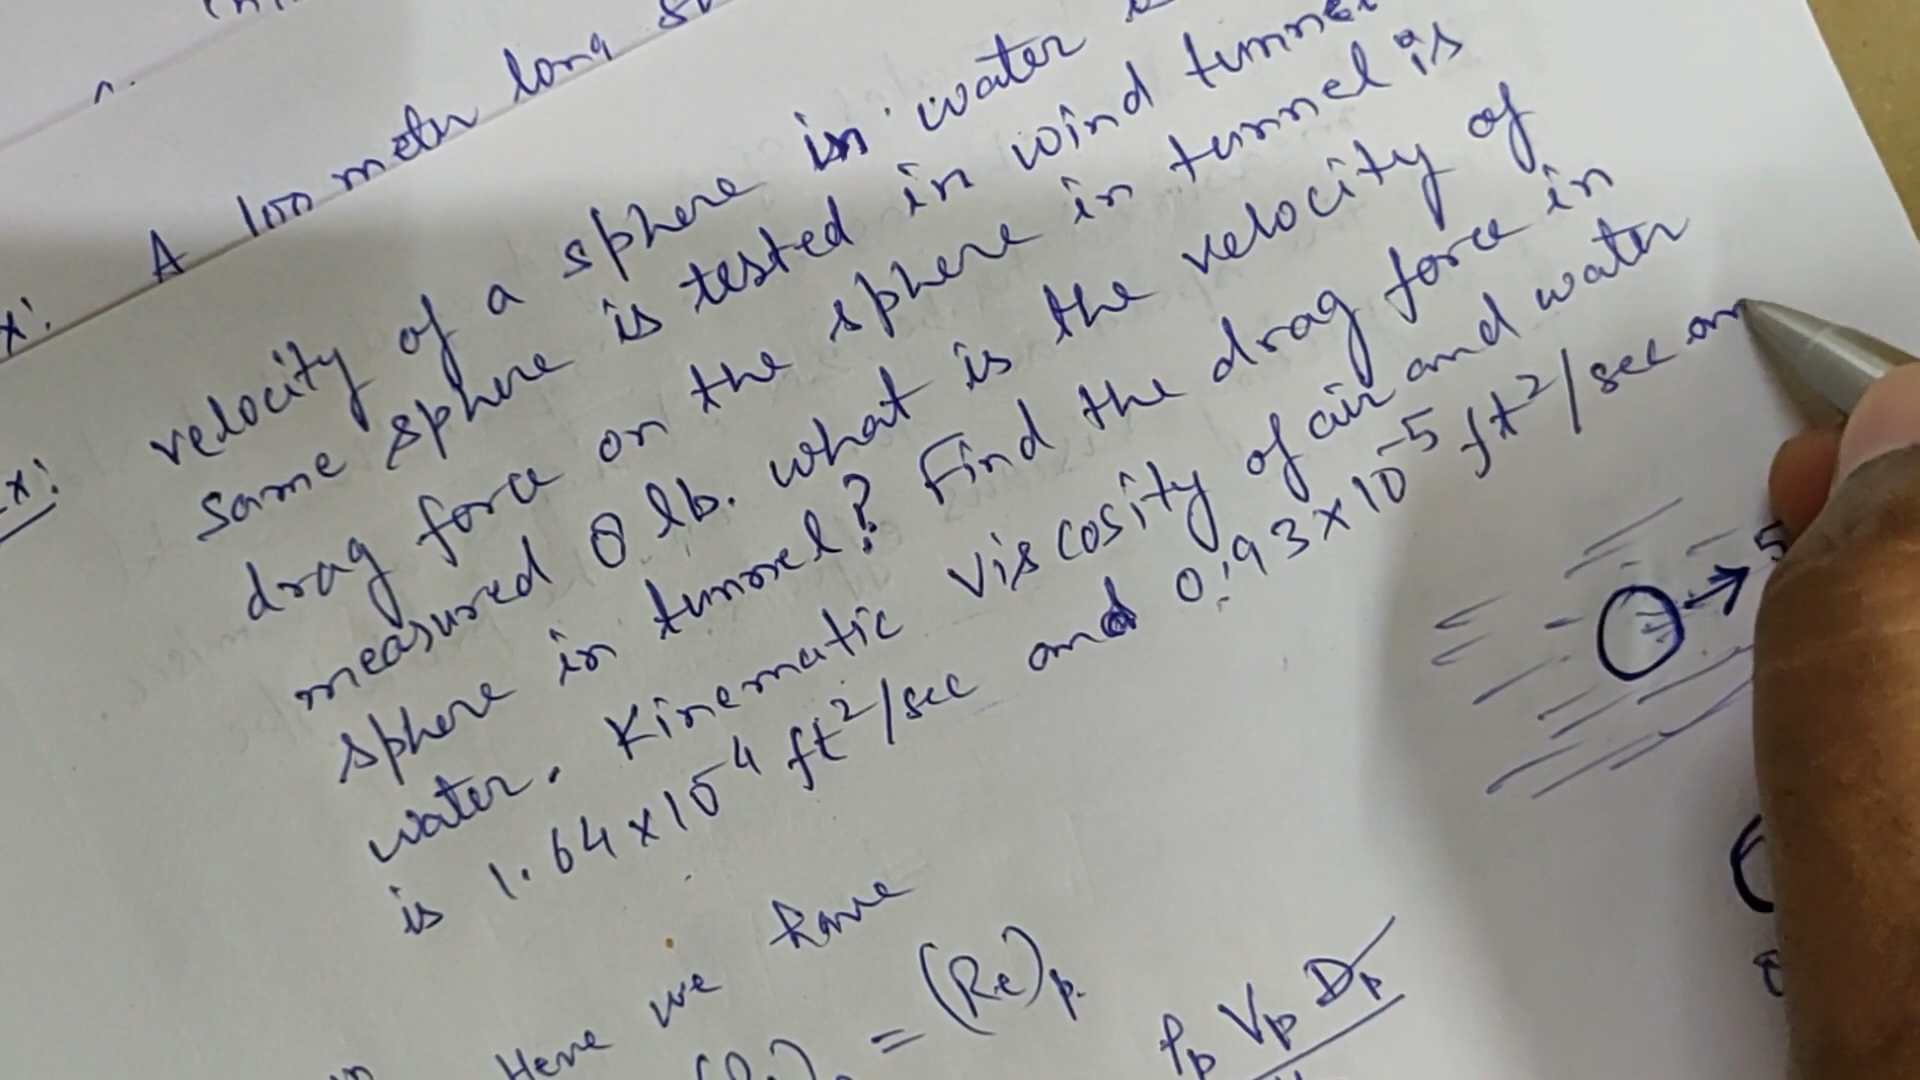 A 100 meter long
x:
Ex: velocity of a sphere in water
same sphere is tested in wind tunnel
drag force on the sphere in tunnel is
measured 8 lb. what is the velocity of
sphere in tunnel? Find the drag force in
water. Kinematic viscosity of air and water
is 1.64 x 10-4 ft2/sec and 0.93 x 10-5 ft2/sec an
5
Here we have
= (Re)p.
ρp Vp Dp